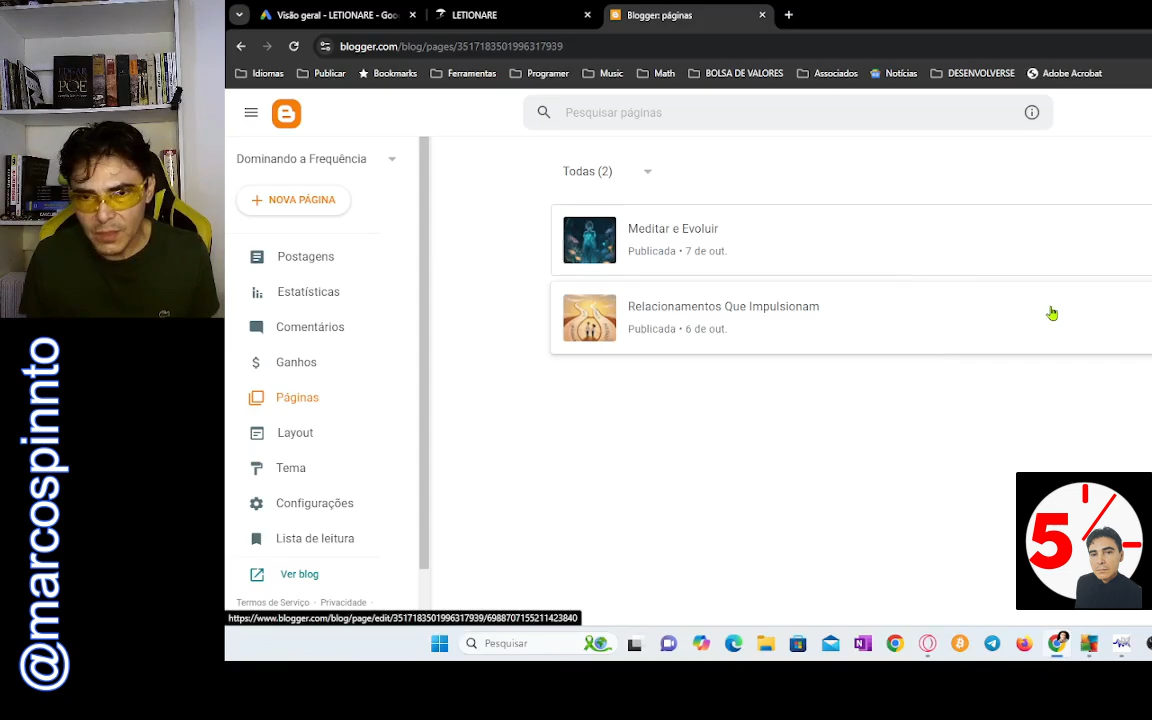 Visão geral - LETIONARE - Goo
LETIONARE
Blogger: páginas
blogger.com/blog/pages/3517183501996317939
Idiomas
Publicar
Bookmarks
Ferramentas
Programer
Music
Math
BOLSA DE VALORES
Associados
Notícias
DESENVOLVERSE
Adobe Acrobat
Pesquisar páginas
Dominando a Frequência
NOVA PÁGINA
Postagens
Estatísticas
Comentários
Ganhos
Páginas
Layout
Tema
Configurações
Lista de leitura
Ver blog
Termos de Serviço · Privacidade ·
Todas (2)
Meditar e Evoluir
Publicada • 7 de out.
Relacionamentos Que Impulsionam
Publicada • 6 de out.
https://www.blogger.com/blog/page/edit/3517183501996317939/6988707155211423840
Pesquisar
@marcospinnto
5
EDGAR
POE